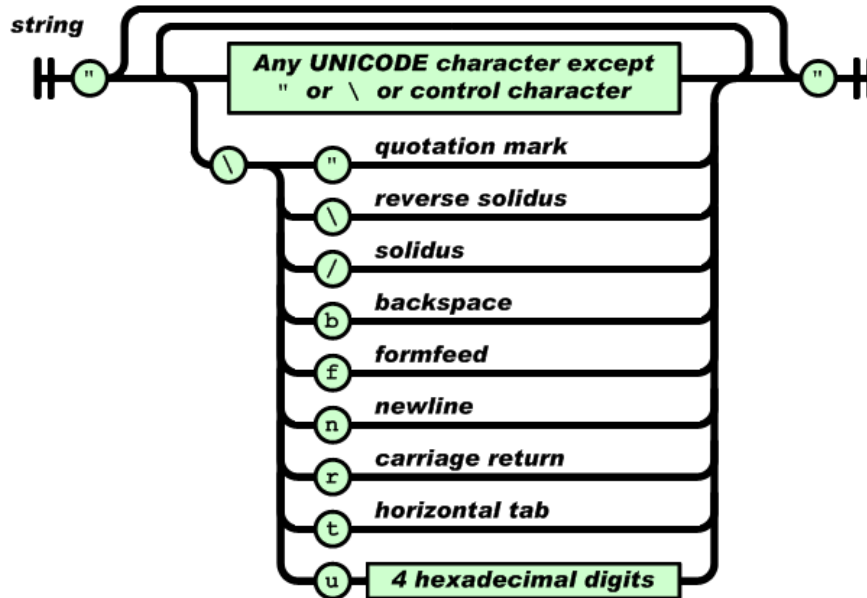 string
" Any UNICODE character except "
" or \ or control character
\ " quotation mark
\ reverse solidus
/ solidus
b backspace
f formfeed
n newline
r carriage return
t horizontal tab
u 4 hexadecimal digits